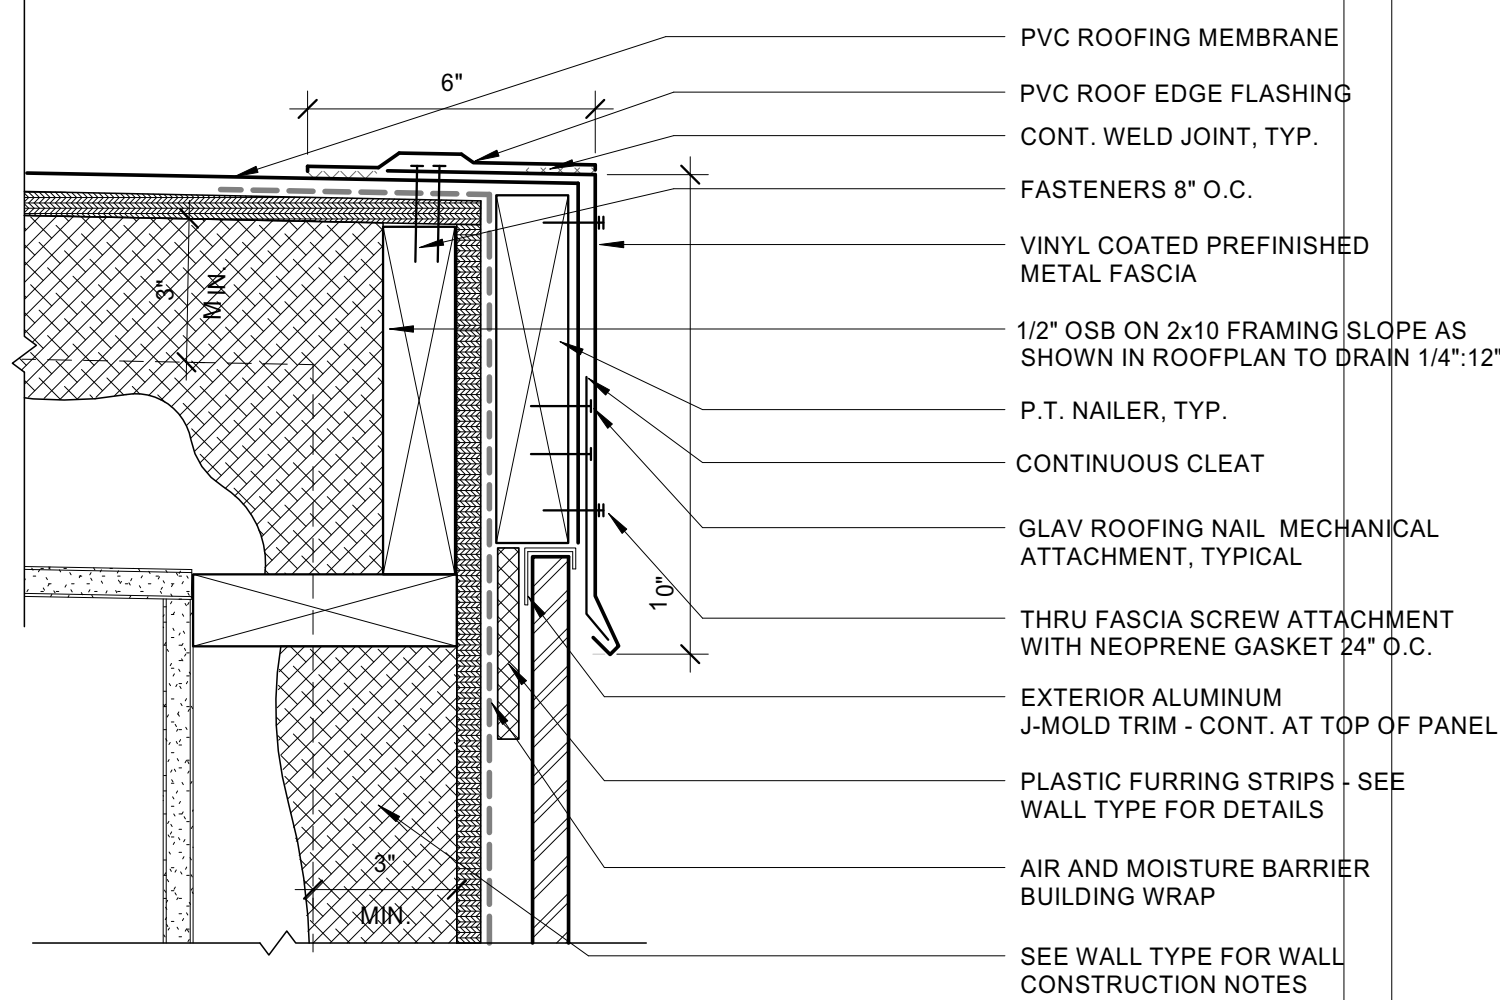 PVC ROOFING MEMBRANE
6"
PVC ROOF EDGE FLASHING
CONT. WELD JOINT, TYP.
FASTENERS 8" O.C.
VINYL COATED PREFINISHED
METAL FASCIA
3"
MIN
1/2" OSB ON 2x10 FRAMING SLOPE AS
SHOWN IN ROOFPLAN TO DRAIN 1/4":12"
P.T. NAILER, TYP.
CONTINUOUS CLEAT
GLAV ROOFING NAIL MECHANICAL
ATTACHMENT, TYPICAL
10"
THRU FASCIA SCREW ATTACHMENT
WITH NEOPRENE GASKET 24" O.C.
EXTERIOR ALUMINUM
J-MOLD TRIM - CONT. AT TOP OF PANEL
PLASTIC FURRING STRIPS - SEE
WALL TYPE FOR DETAILS
3"
MIN.
AIR AND MOISTURE BARRIER
BUILDING WRAP
SEE WALL TYPE FOR WALL
CONSTRUCTION NOTES